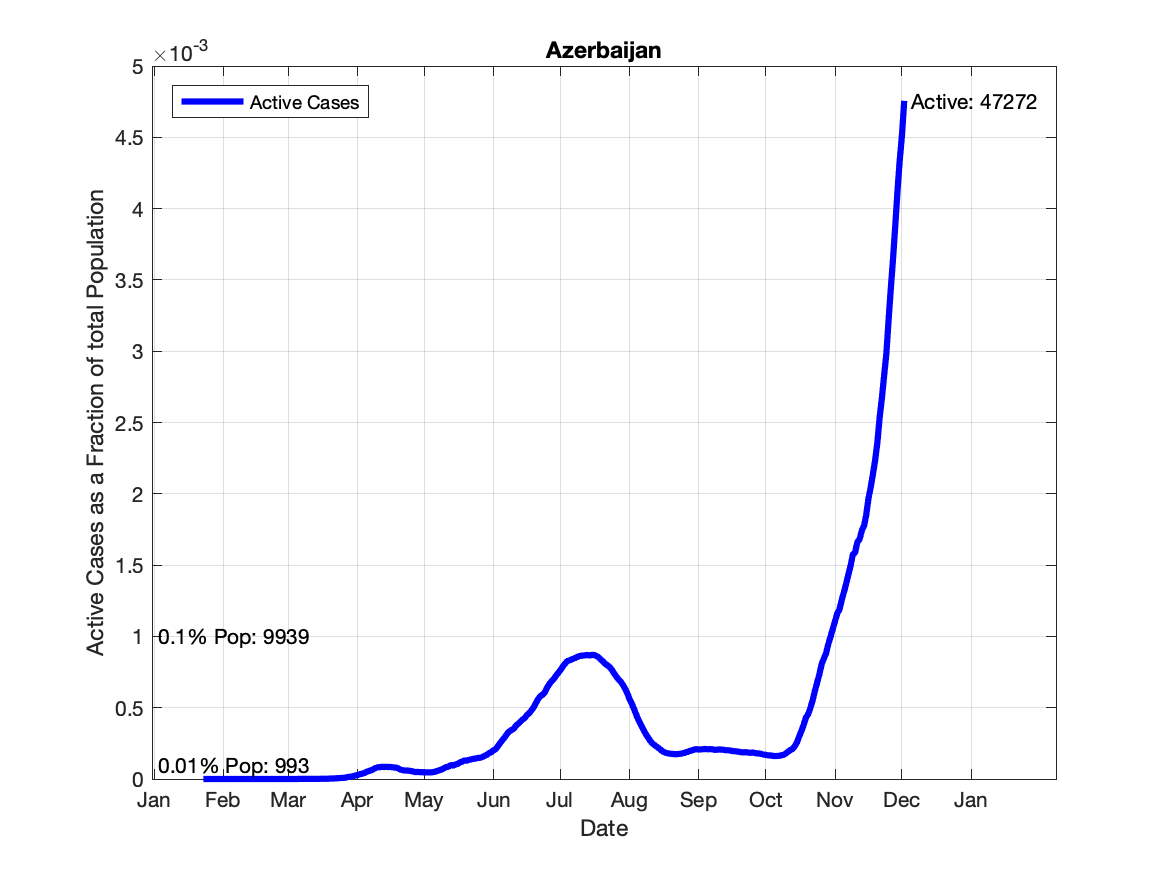 Azerbaijan
×10-3
Active Cases
Active: 47272
5
4.5
4
3.5
3
2.5
2
1.5
1
0.5
0
0.1% Pop: 9939
0.01% Pop: 993
Active Cases as a Fraction of total Population
Jan Feb Mar Apr May Jun Jul Aug Sep Oct Nov Dec Jan
Date